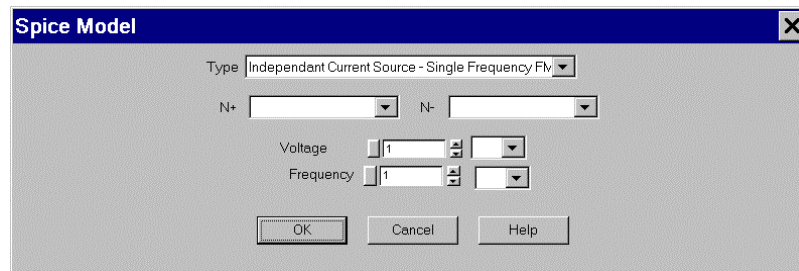 Spice Model
Type Independant Current Source - Single Frequency FM
N+ N-
Voltage 1
Frequency 1
OK Cancel Help